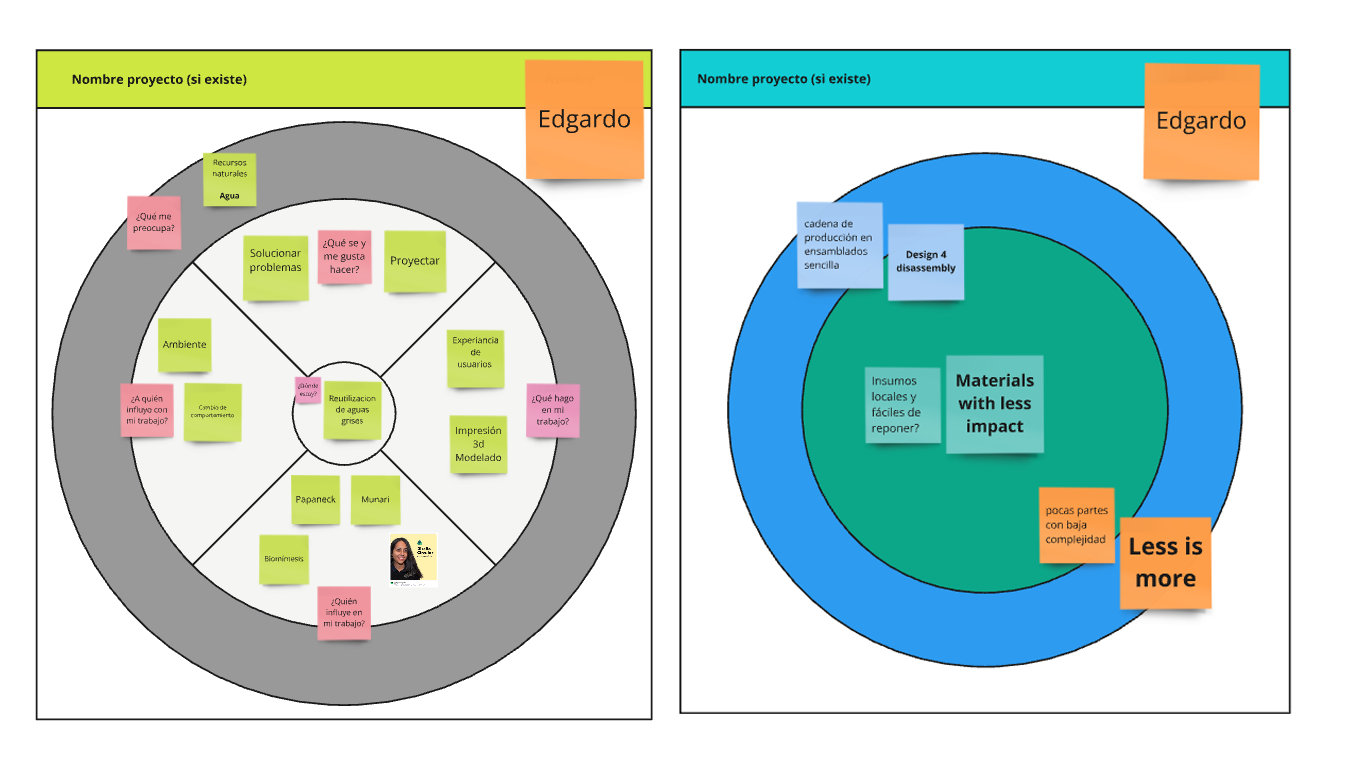 Nombre proyecto (si existe)
Edgardo
Recursos
naturales
Agua
¿Qué me
preocupa?
Solucionar
problemas
¿Qué se y
me gusta
hacer?
Proyectar
Ambiente
¿A quién
influyo con
mi trabajo?
Cambio de
comportamiento
¿Dónde
estoy?
Reutilizacion
de aguas
grises
Experiancia
de
usuarios
¿Qué hago
en mi
trabajo?
Impresión
3d
Modelado
Papaneck
Munari
Biomímesis
¿Quién
influye en
mi trabajo?
Nombre proyecto (si existe)
Edgardo
cadena de
producción en
ensamblados
sencilla
Design 4
disassembly
Insumos
locales y
fáciles de
reponer?
Materials
with less
impact
pocas partes
con baja
complejidad
Less is
more